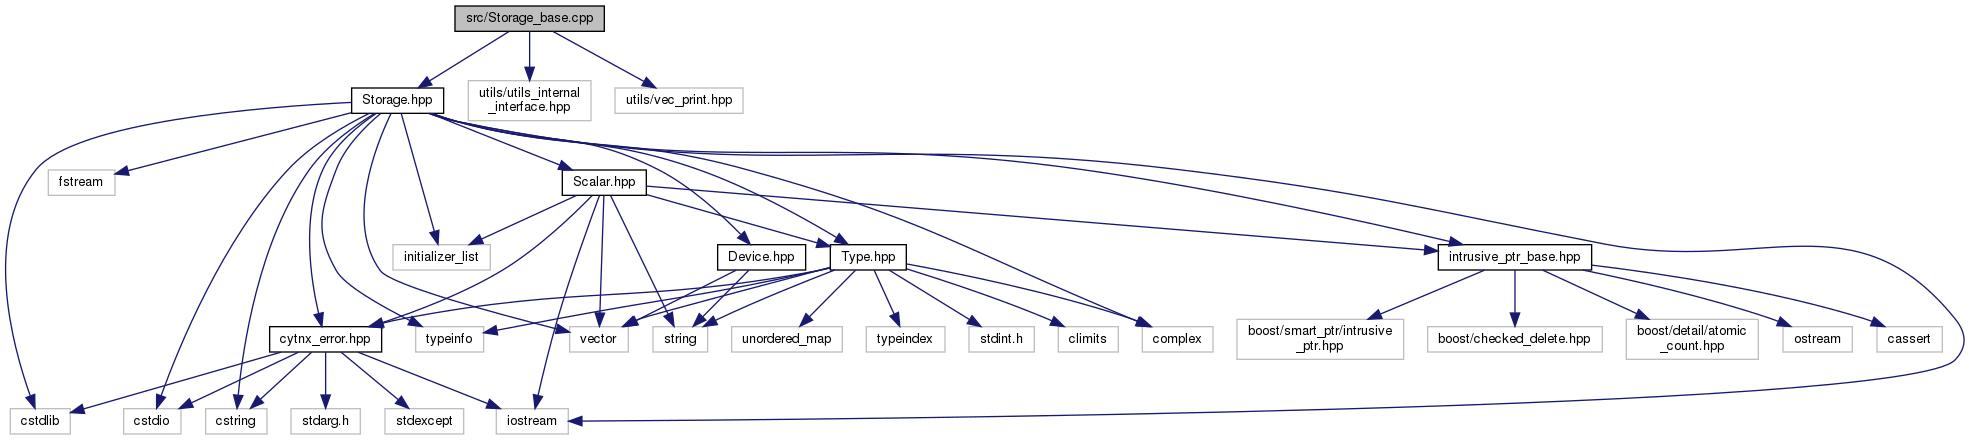 src/Storage_base.cpp
Storage.hpp
utils/utils_internal
_interface.hpp
utils/vec_print.hpp
fstream
Scalar.hpp
initializer_list
Device.hpp
Type.hpp
intrusive_ptr_base.hpp
cytnx_error.hpp
typeinfo
vector
string
unordered_map
typeindex
stdint.h
climits
complex
boost/smart_ptr/intrusive
_ptr.hpp
boost/checked_delete.hpp
boost/detail/atomic
_count.hpp
ostream
cassert
cstdlib
cstdio
cstring
stdarg.h
stdexcept
iostream